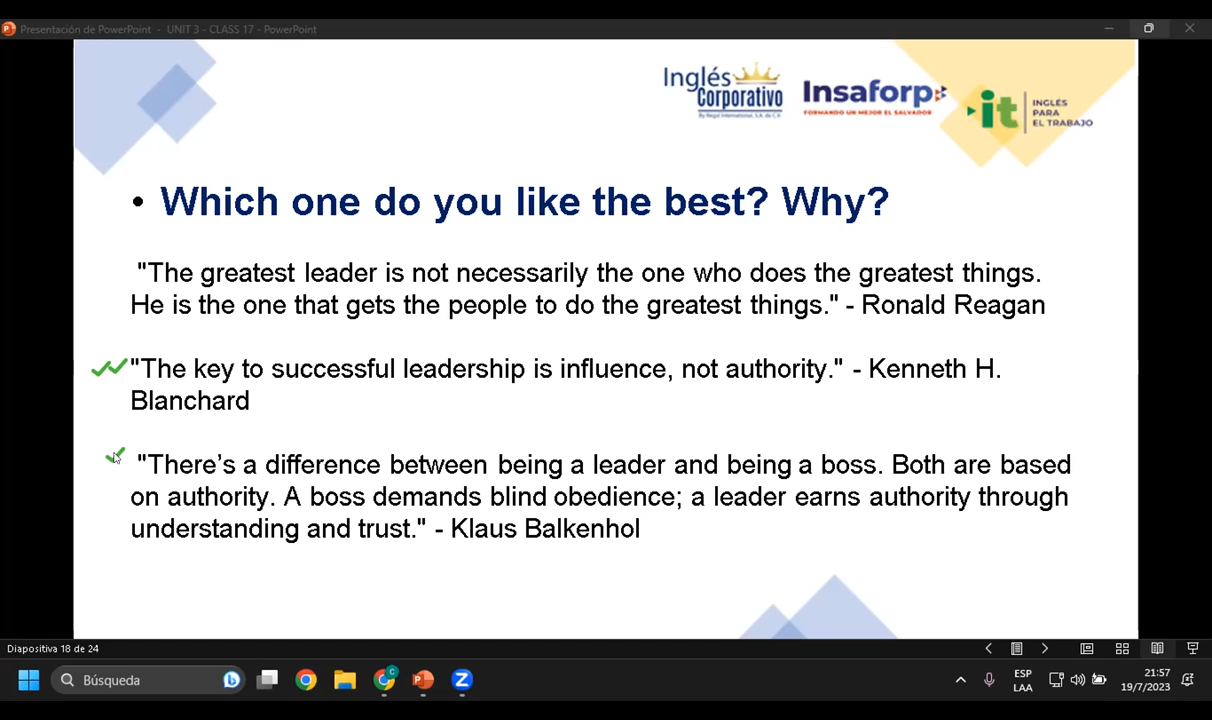 Presentación de PowerPoint - UNIT 3 - CLASS 17 - PowerPoint
Inglés
Corporativo
By Regal International, S.A. de C.V.
Insaforp
FORMANDO UN MEJOR EL SALVADOR
it
INGLÉS
PARA
EL TRABAJO
• Which one do you like the best? Why?
"The greatest leader is not necessarily the one who does the greatest things.
He is the one that gets the people to do the greatest things." - Ronald Reagan
"The key to successful leadership is influence, not authority." - Kenneth H.
Blanchard
"There’s a difference between being a leader and being a boss. Both are based
on authority. A boss demands blind obedience; a leader earns authority through
understanding and trust." - Klaus Balkenhol
Diapositiva 18 de 24
Búsqueda
ESP
LAA
21:57
19/7/2023